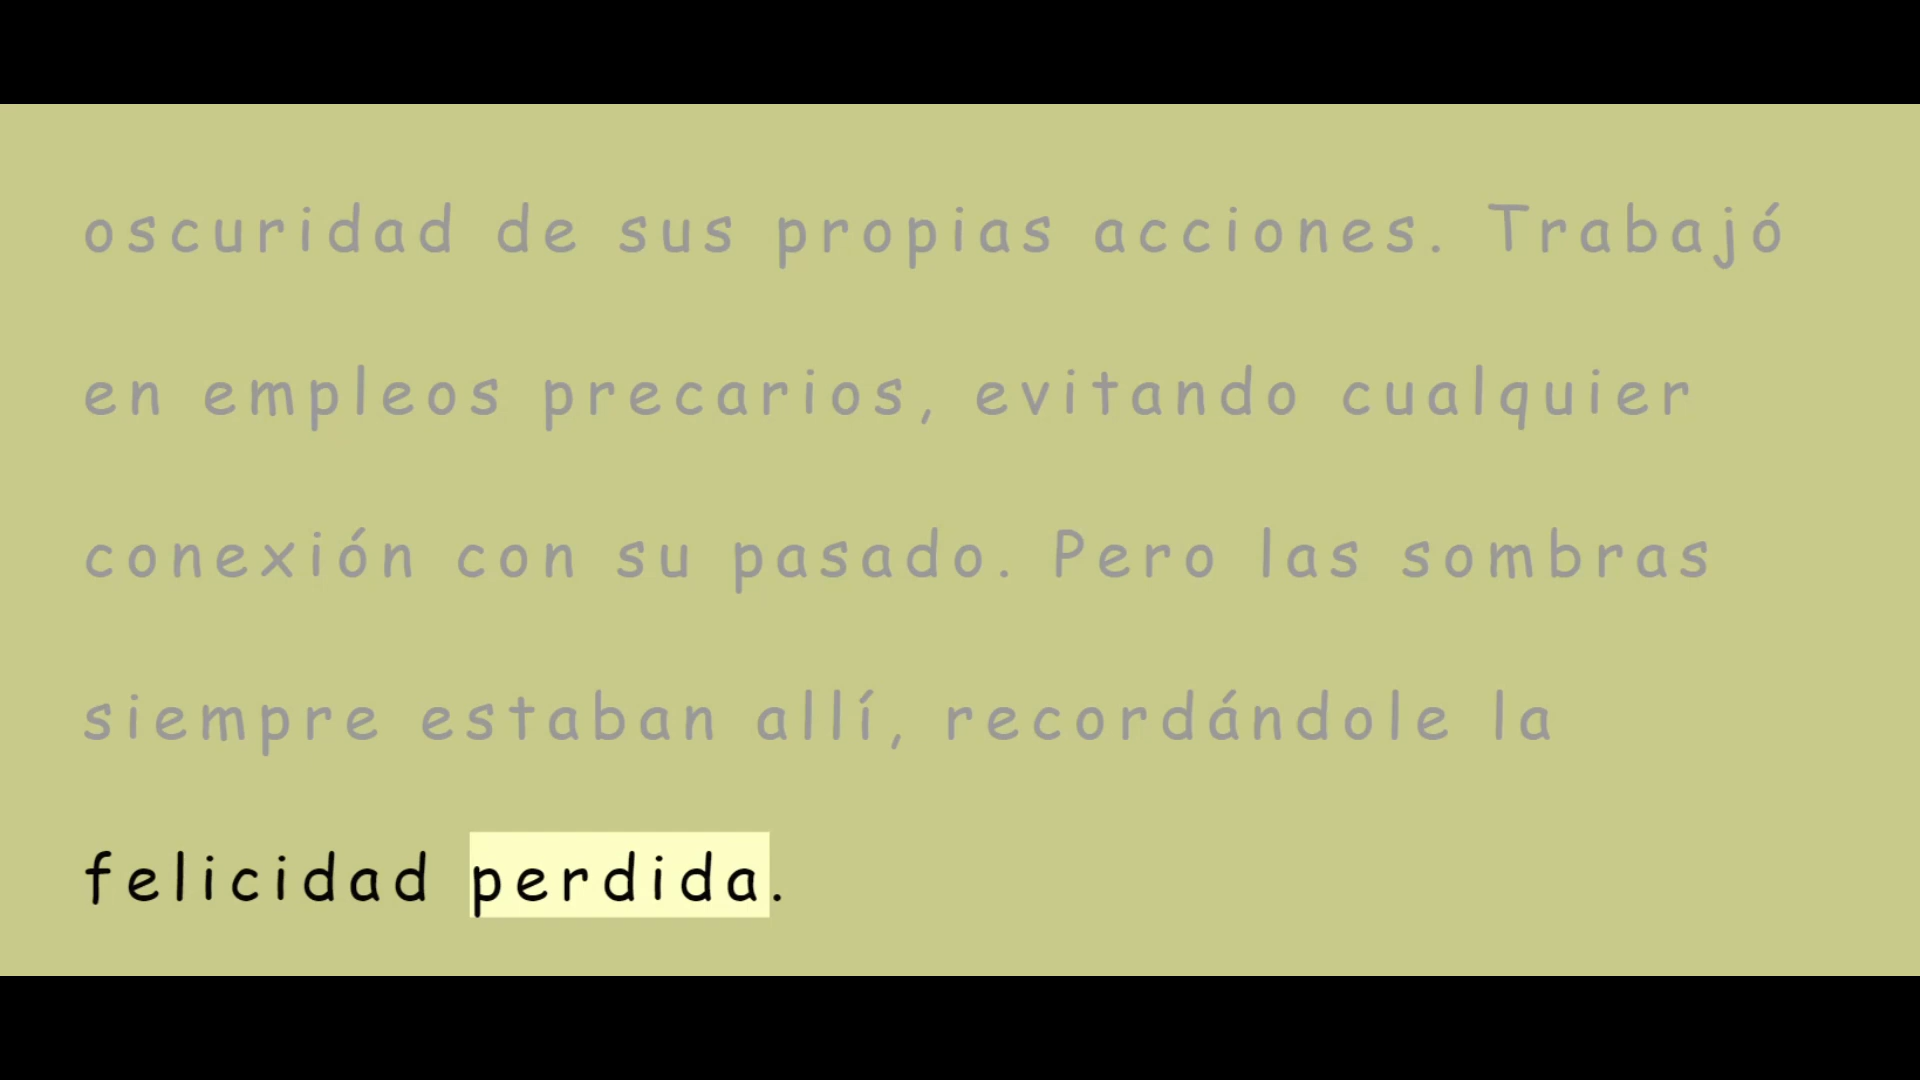 oscuridad de sus propias acciones. Trabajó
en empleos precarios, evitando cualquier
conexión con su pasado. Pero las sombras
siempre estaban allí, recordándole la
felicidad perdida.